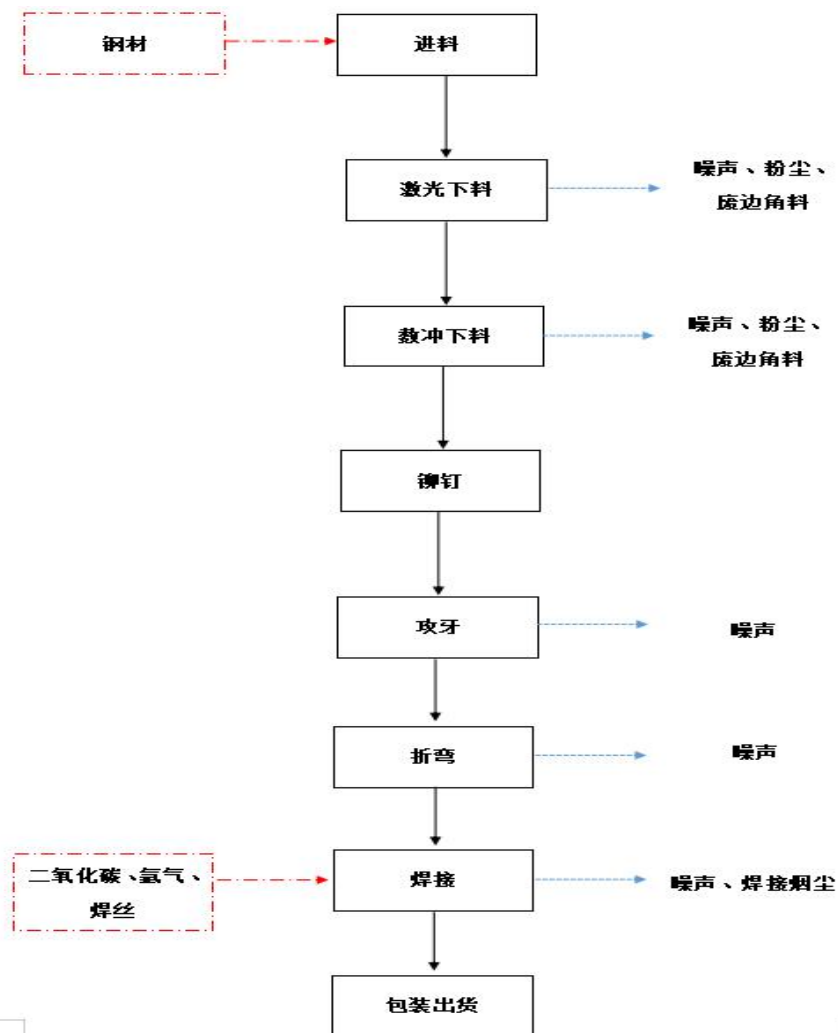 钢材
进料
激光下料
噪声、粉尘、
废边角料
数冲下料
噪声、粉尘、
废边角料
铆钉
攻牙
噪声
折弯
噪声
二氧化碳、氩气、
焊丝
焊接
噪声、焊接烟尘
包装出货